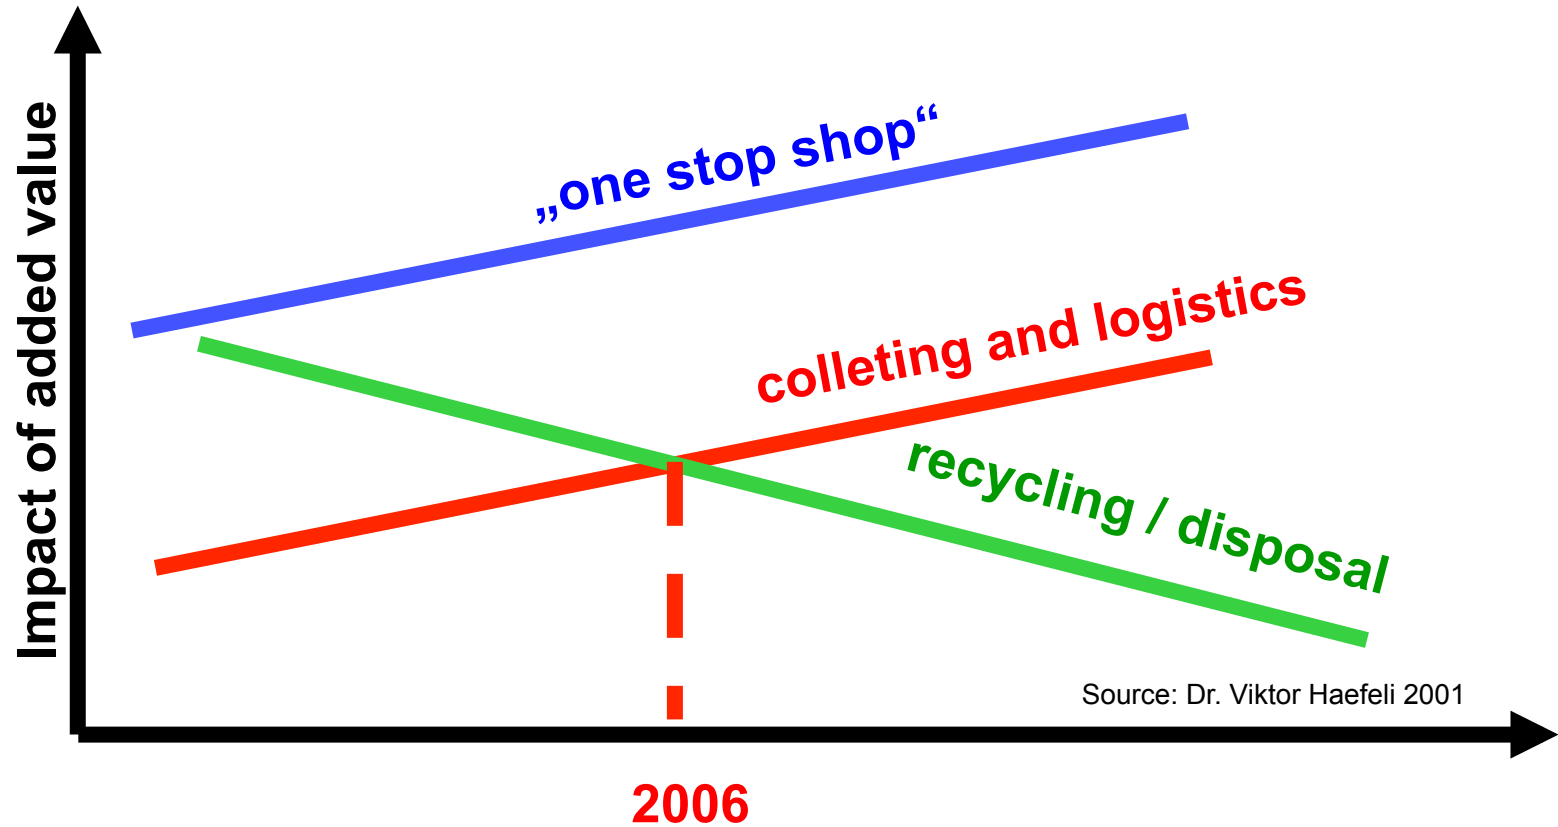 Impact of added value
„one stop shop“
colleting and logistics
recycling / disposal
Source: Dr. Viktor Haefeli 2001
2006